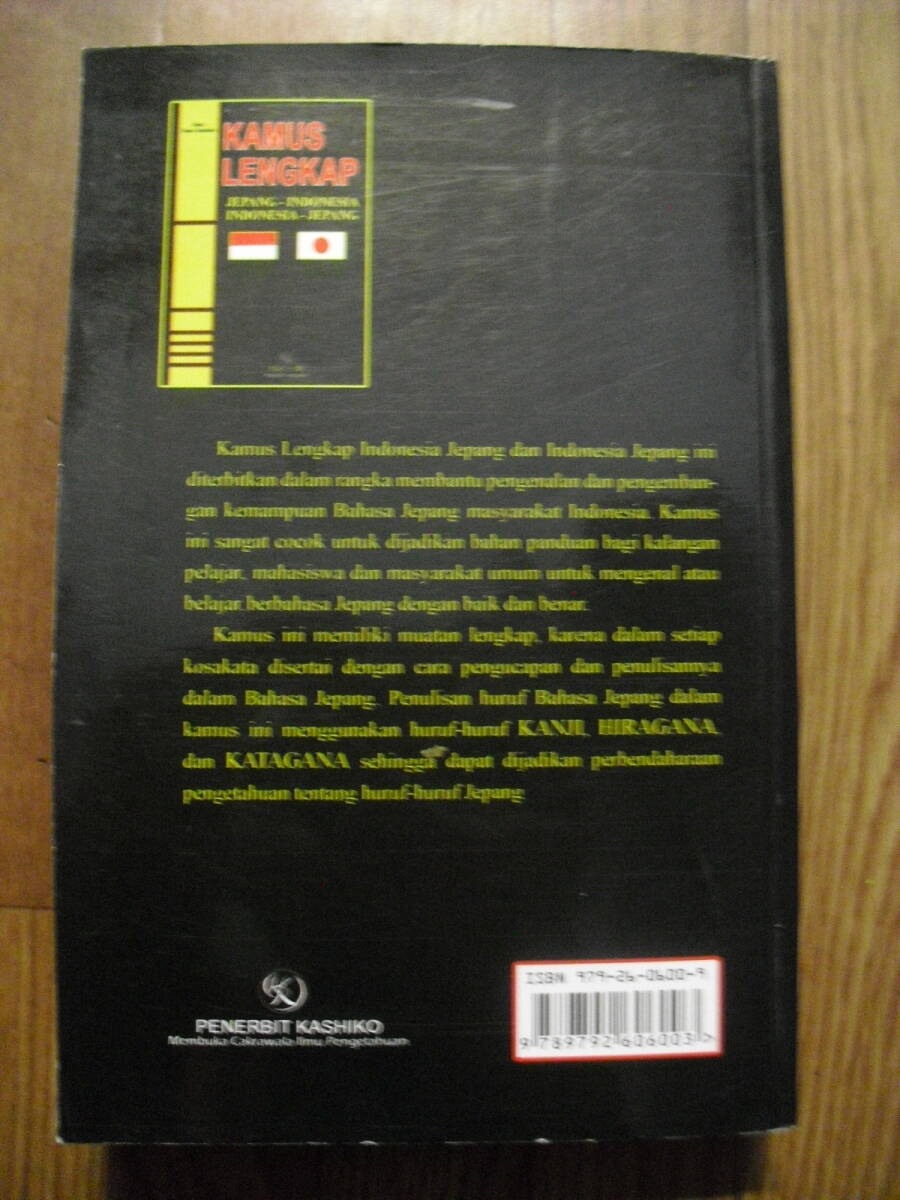 KAMUS
LENGKAP
JEPANG - INDONESIA
INDONESIA - JEPANG
Kamus Lengkap Indonesia Jepang dan Indonesia Jepang ini
diterbitkan dalam rangka membantu pengenalan dan pengemban-
gan kemampuan Bahasa Jepang masyarakat Indonesia. Kamus
ini sangat cocok untuk dijadikan bahan panduan bagi kalangan
pelajar, mahasiswa dan masyarakat umum untuk mengenal atau
belajar berbahasa Jepang dengan baik dan benar.
Kamus ini memiliki muatan lengkap, karena dalam setiap
kosakata disertai dengan cara pengucapan dan penulisannya
dalam Bahasa Jepang. Penulisan huruf Bahasa Jepang dalam
kamus ini menggunakan huruf-huruf KANJI, HIRAGANA,
dan KATAGANA sehingga dapat dijadikan perbendaharaan
pengetahuan tentang huruf-huruf Jepang
ISBN 979-26-0600-9
9 789792 606003 >
PENERBIT KASHIKO
Membuka Cakrawala Ilmu Pengetahuan